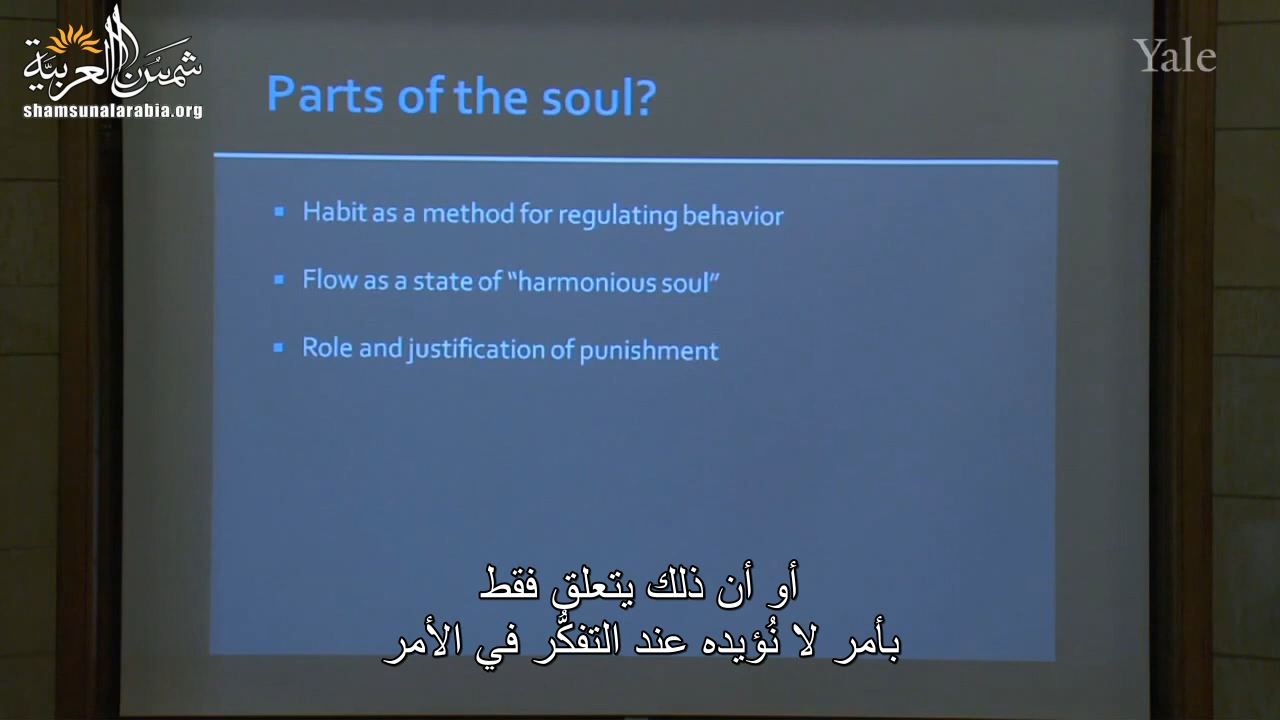 شمس العربية
shamsunalarabia.org
Yale
Parts of the soul?
Habit as a method for regulating behavior
Flow as a state of “harmonious soul”
Role and justification of punishment
أو أن ذلك يتعلق فقط
بأمر لا نُؤيده عند التفكُّر في الأمر